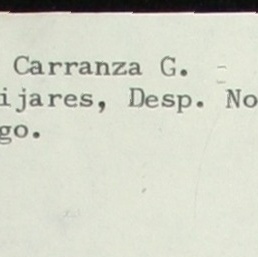 Carranza G.
ijares, Desp. No
go.